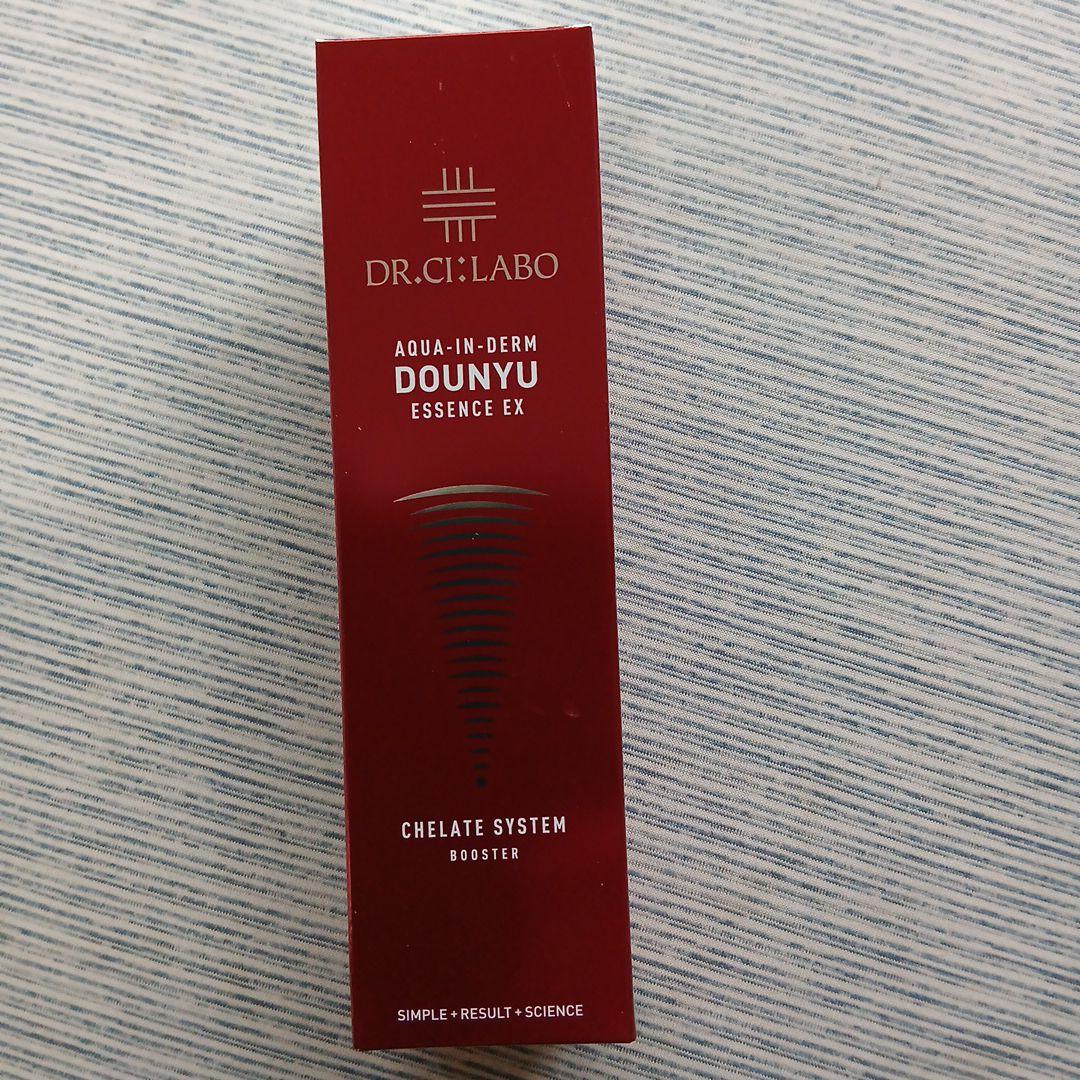 DR.CI:LABO
AQUA-IN-DERM
DOUNYU
ESSENCE EX
CHELATE SYSTEM
BOOSTER
SIMPLE+RESULT+SCIENCE